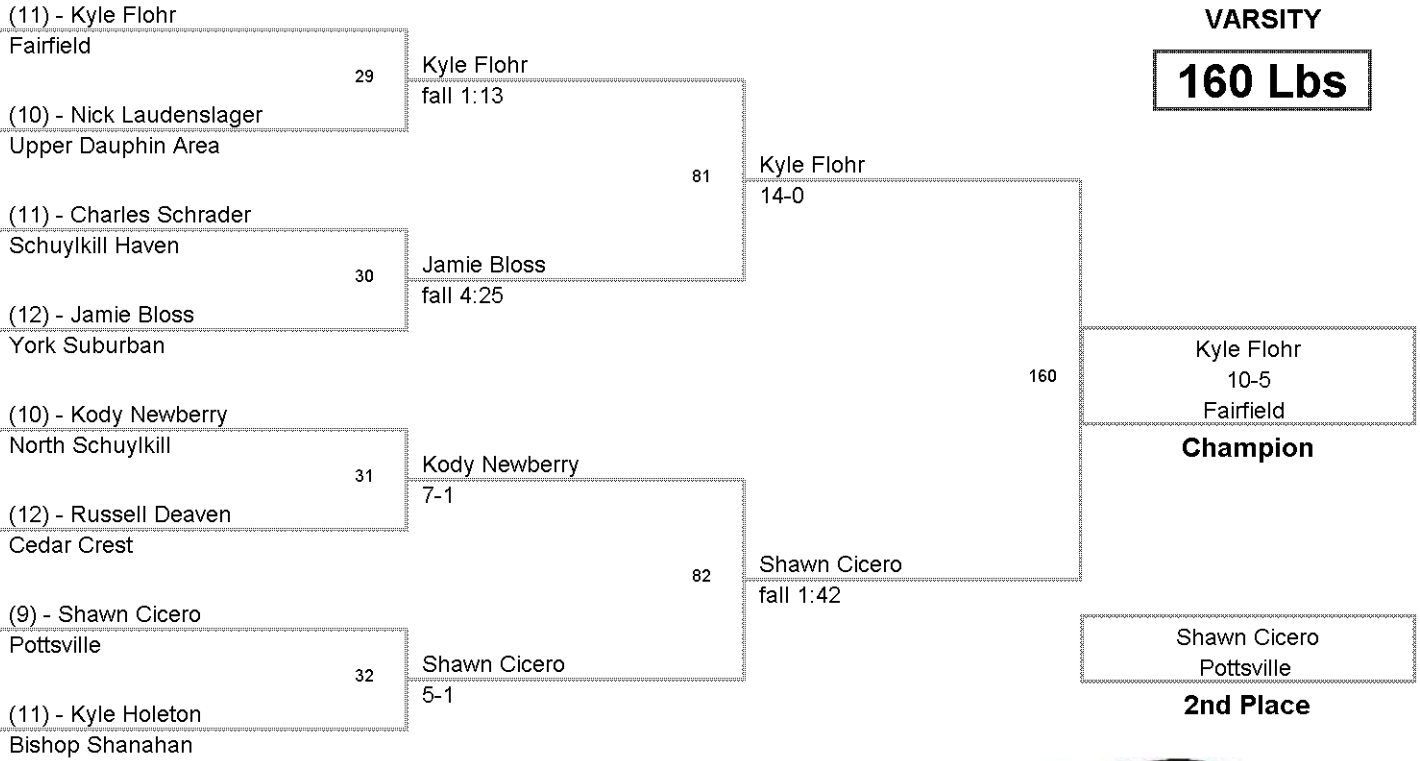 (11) - Kyle Flohr
Fairfield
29
(10) - Nick Laudenslager
Upper Dauphin Area
(11) - Charles Schrader
Schuylkill Haven
30
(12) - Jamie Bloss
York Suburban
(10) - Kody Newberry
North Schuylkill
31
(12) - Russell Deaven
Cedar Crest
(9) - Shawn Cicero
Pottsville
32
(11) - Kyle Holeton
Bishop Shanahan
Kyle Flohr
fall 1:13
81
Jamie Bloss
fall 4:25
Kody Newberry
7-1
82
Shawn Cicero
5-1
Kyle Flohr
14-0
160
Shawn Cicero
fall 1:42
VARSITY
160 Lbs
Kyle Flohr
10-5
Fairfield
Champion
Shawn Cicero
Pottsville
2nd Place